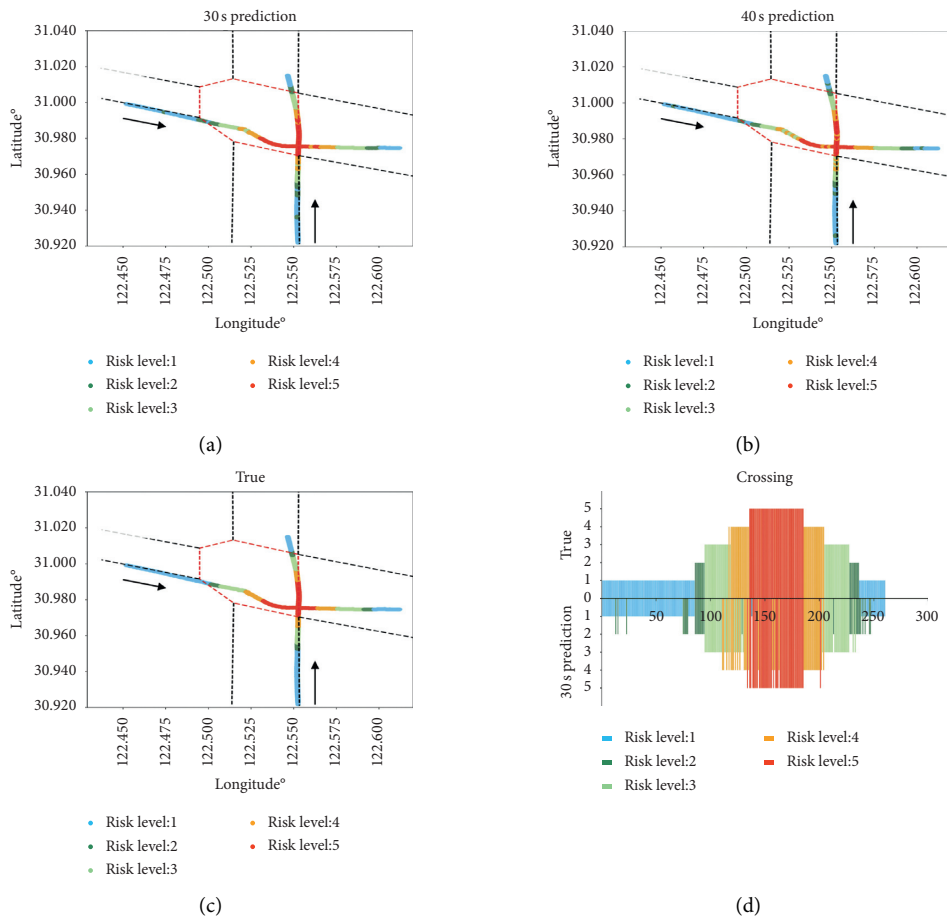 30 s prediction
31.040
31.020
31.000
30.980
30.960
30.940
30.920
Latitude°
122.450
122.475
122.500
122.525
122.550
122.575
122.600
Longitude°
Risk level:1
Risk level:2
Risk level:3
Risk level:4
Risk level:5
(a)
40 s prediction
31.040
31.020
31.000
30.980
30.960
30.940
30.920
Latitude°
122.450
122.475
122.500
122.525
122.550
122.575
122.600
Longitude°
Risk level:1
Risk level:2
Risk level:3
Risk level:4
Risk level:5
(b)
True
31.040
31.020
31.000
30.980
30.960
30.940
30.920
Latitude°
122.450
122.475
122.500
122.525
122.550
122.575
122.600
Longitude°
Risk level:1
Risk level:2
Risk level:3
Risk level:4
Risk level:5
(c)
Crossing
True
30 s prediction
5
4
3
2
1
0
1
2
3
4
5
50
100
150
200
250
300
Risk level:1
Risk level:2
Risk level:3
Risk level:4
Risk level:5
(d)